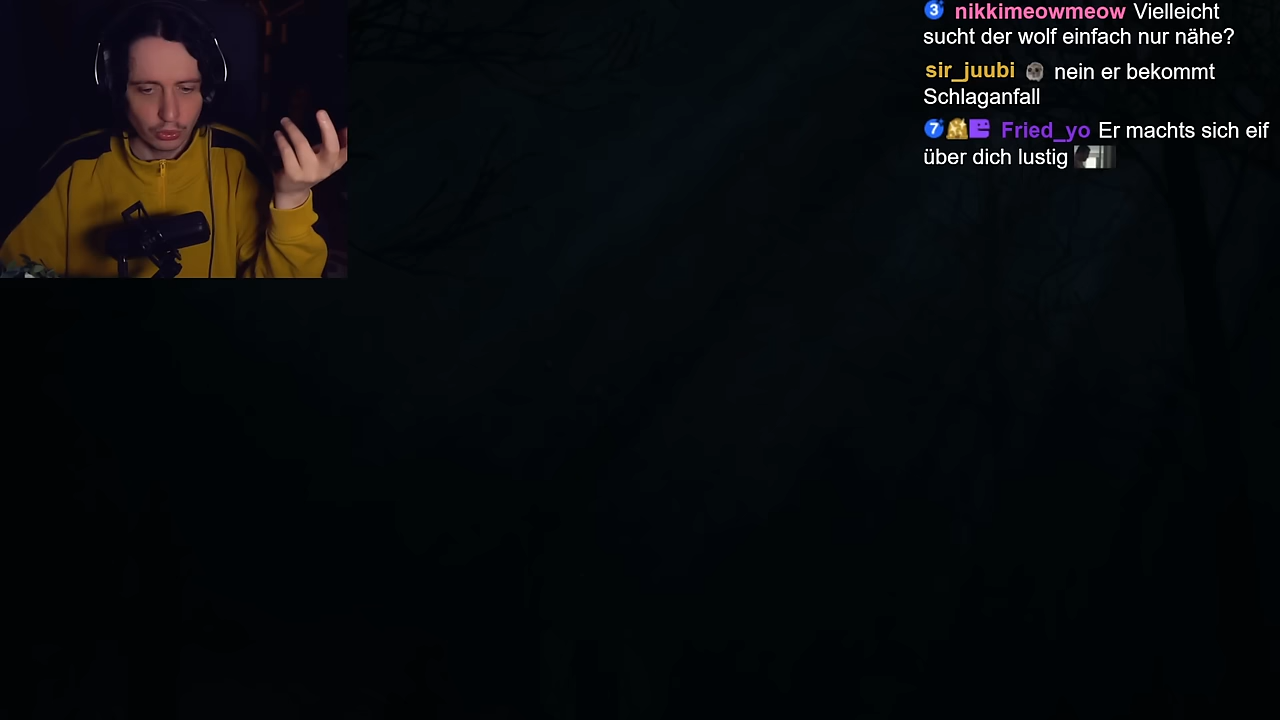 nikkimeowmeow Vielleicht
sucht der wolf einfach nur nähe?
sir_juubi nein er bekommt
Schlaganfall
Fried_yo Er machts sich eif
über dich lustig